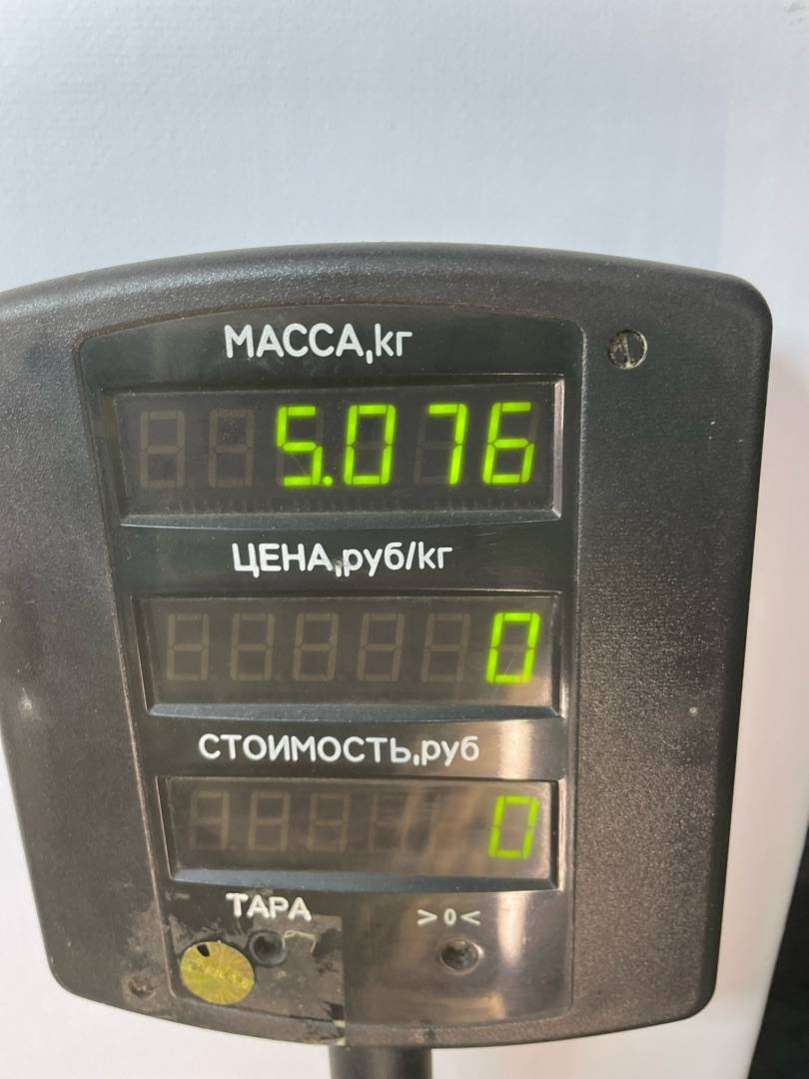 МАССА,кг
5.076
ЦЕНА,руб/кг
0
СТОИМОСТЬ,руб
0
ТАРА >0<